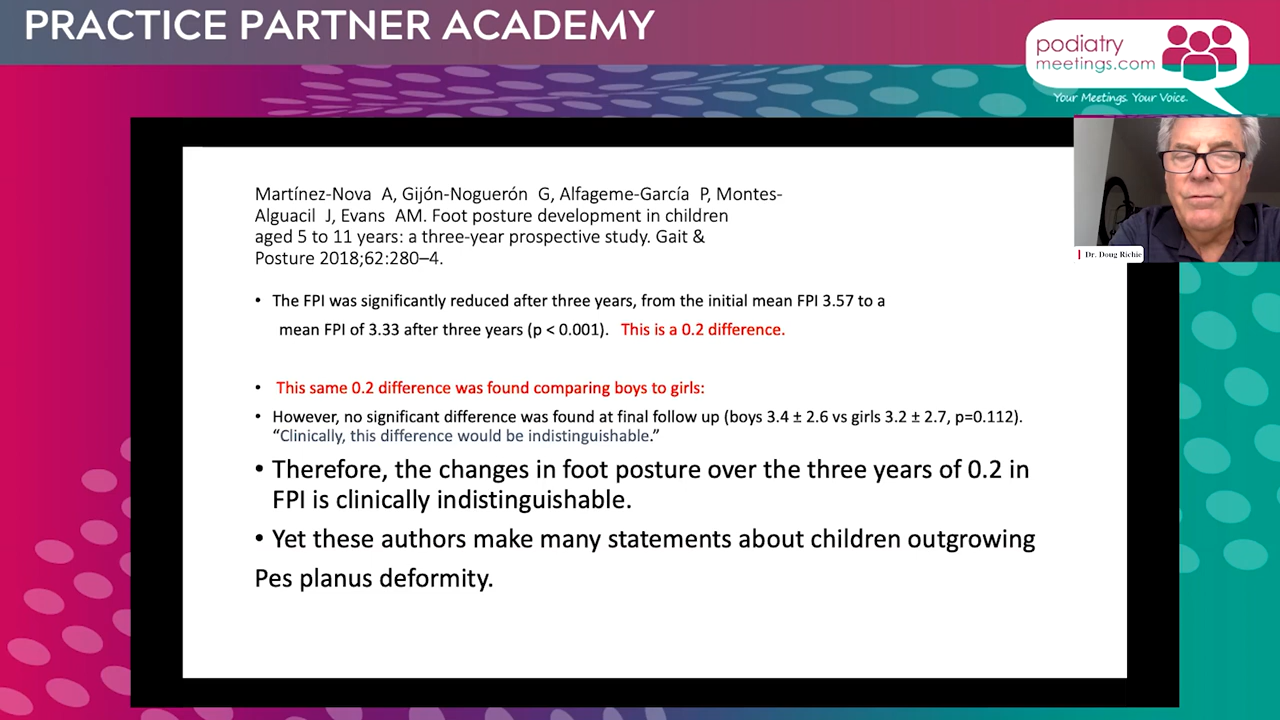 PRACTICE PARTNER ACADEMY
podiatry
meetings.com
Your Meetings. Your Voice.
Dr. Doug Richie
Martínez-Nova A, Gijón-Noguerón G, Alfageme-García P, Montes-
Alguacil J, Evans AM. Foot posture development in children
aged 5 to 11 years: a three-year prospective study. Gait &
Posture 2018;62:280–4.
• The FPI was significantly reduced after three years, from the initial mean FPI 3.57 to a
mean FPI of 3.33 after three years (p < 0.001). This is a 0.2 difference.
• This same 0.2 difference was found comparing boys to girls:
• However, no significant difference was found at final follow up (boys 3.4 ± 2.6 vs girls 3.2 ± 2.7, p=0.112).
“Clinically, this difference would be indistinguishable.”
• Therefore, the changes in foot posture over the three years of 0.2 in
FPI is clinically indistinguishable.
• Yet these authors make many statements about children outgrowing
Pes planus deformity.